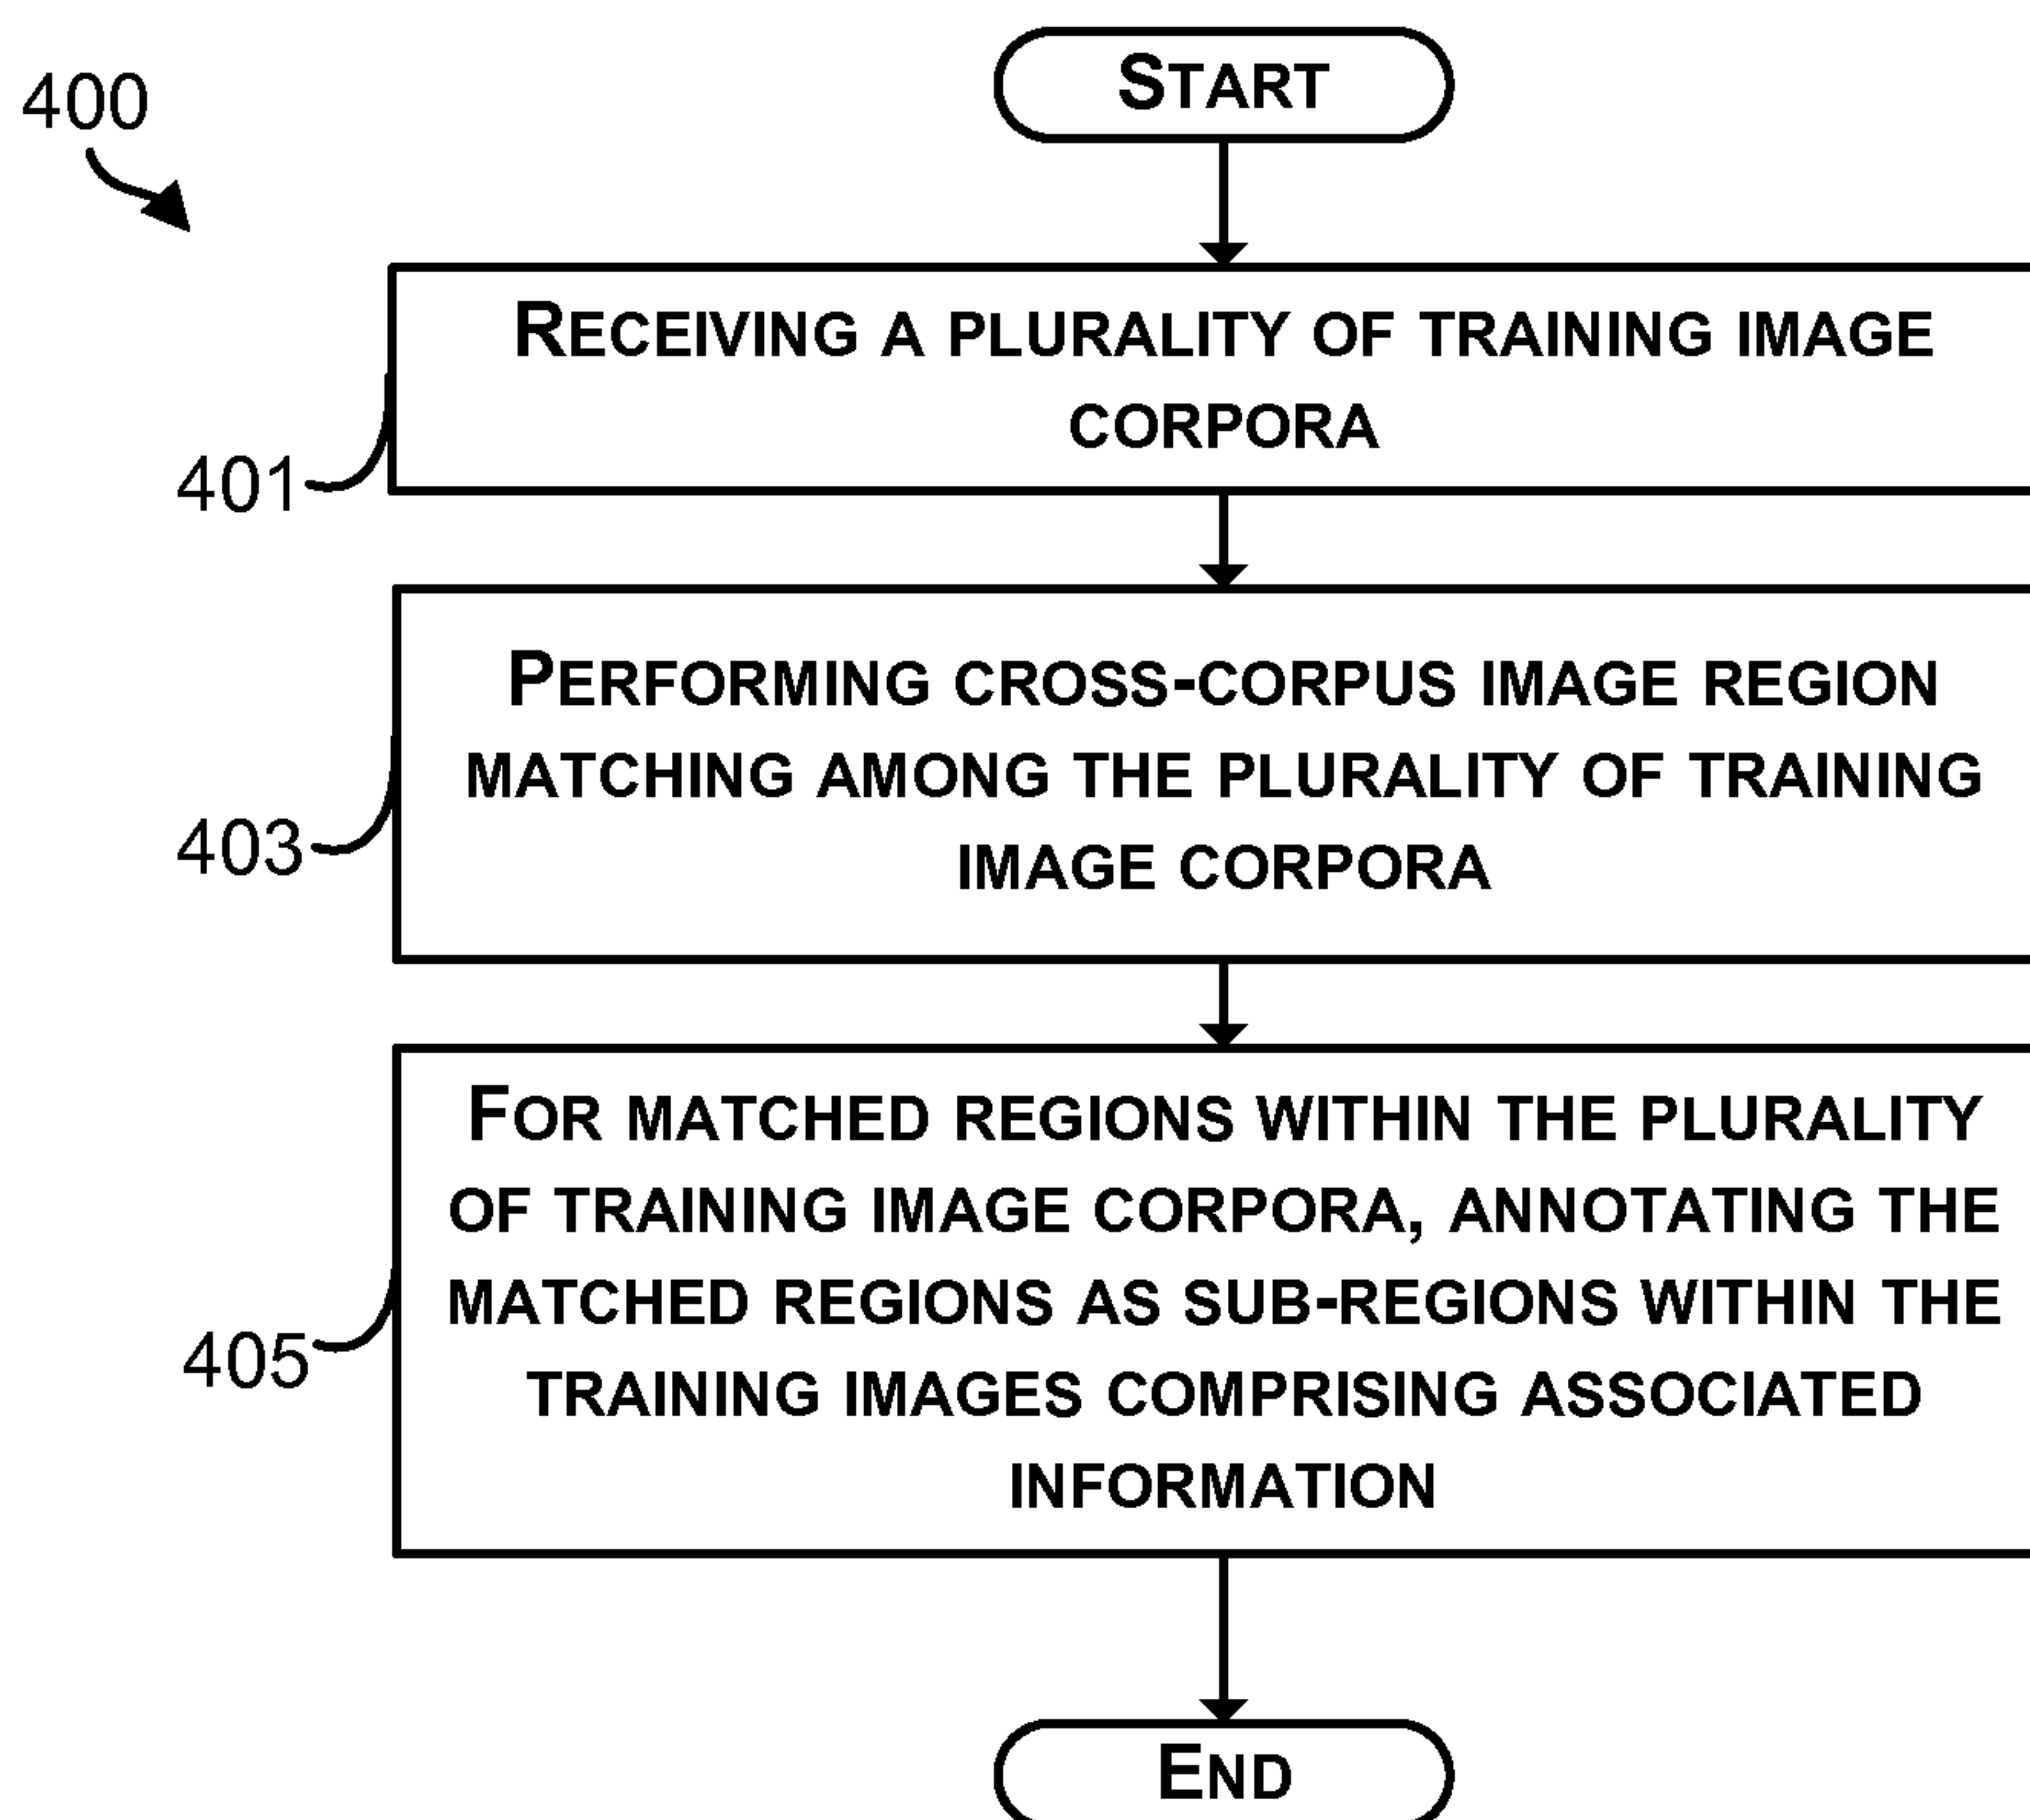 400
START
RECEIVING A PLURALITY OF TRAINING IMAGE
CORPORA
401
PERFORMING CROSS-CORPUS IMAGE REGION
MATCHING AMONG THE PLURALITY OF TRAINING
IMAGE CORPORA
403
FOR MATCHED REGIONS WITHIN THE PLURALITY
OF TRAINING IMAGE CORPORA, ANNOTATING THE
MATCHED REGIONS AS SUB-REGIONS WITHIN THE
TRAINING IMAGES COMPRISING ASSOCIATED
INFORMATION
405
END